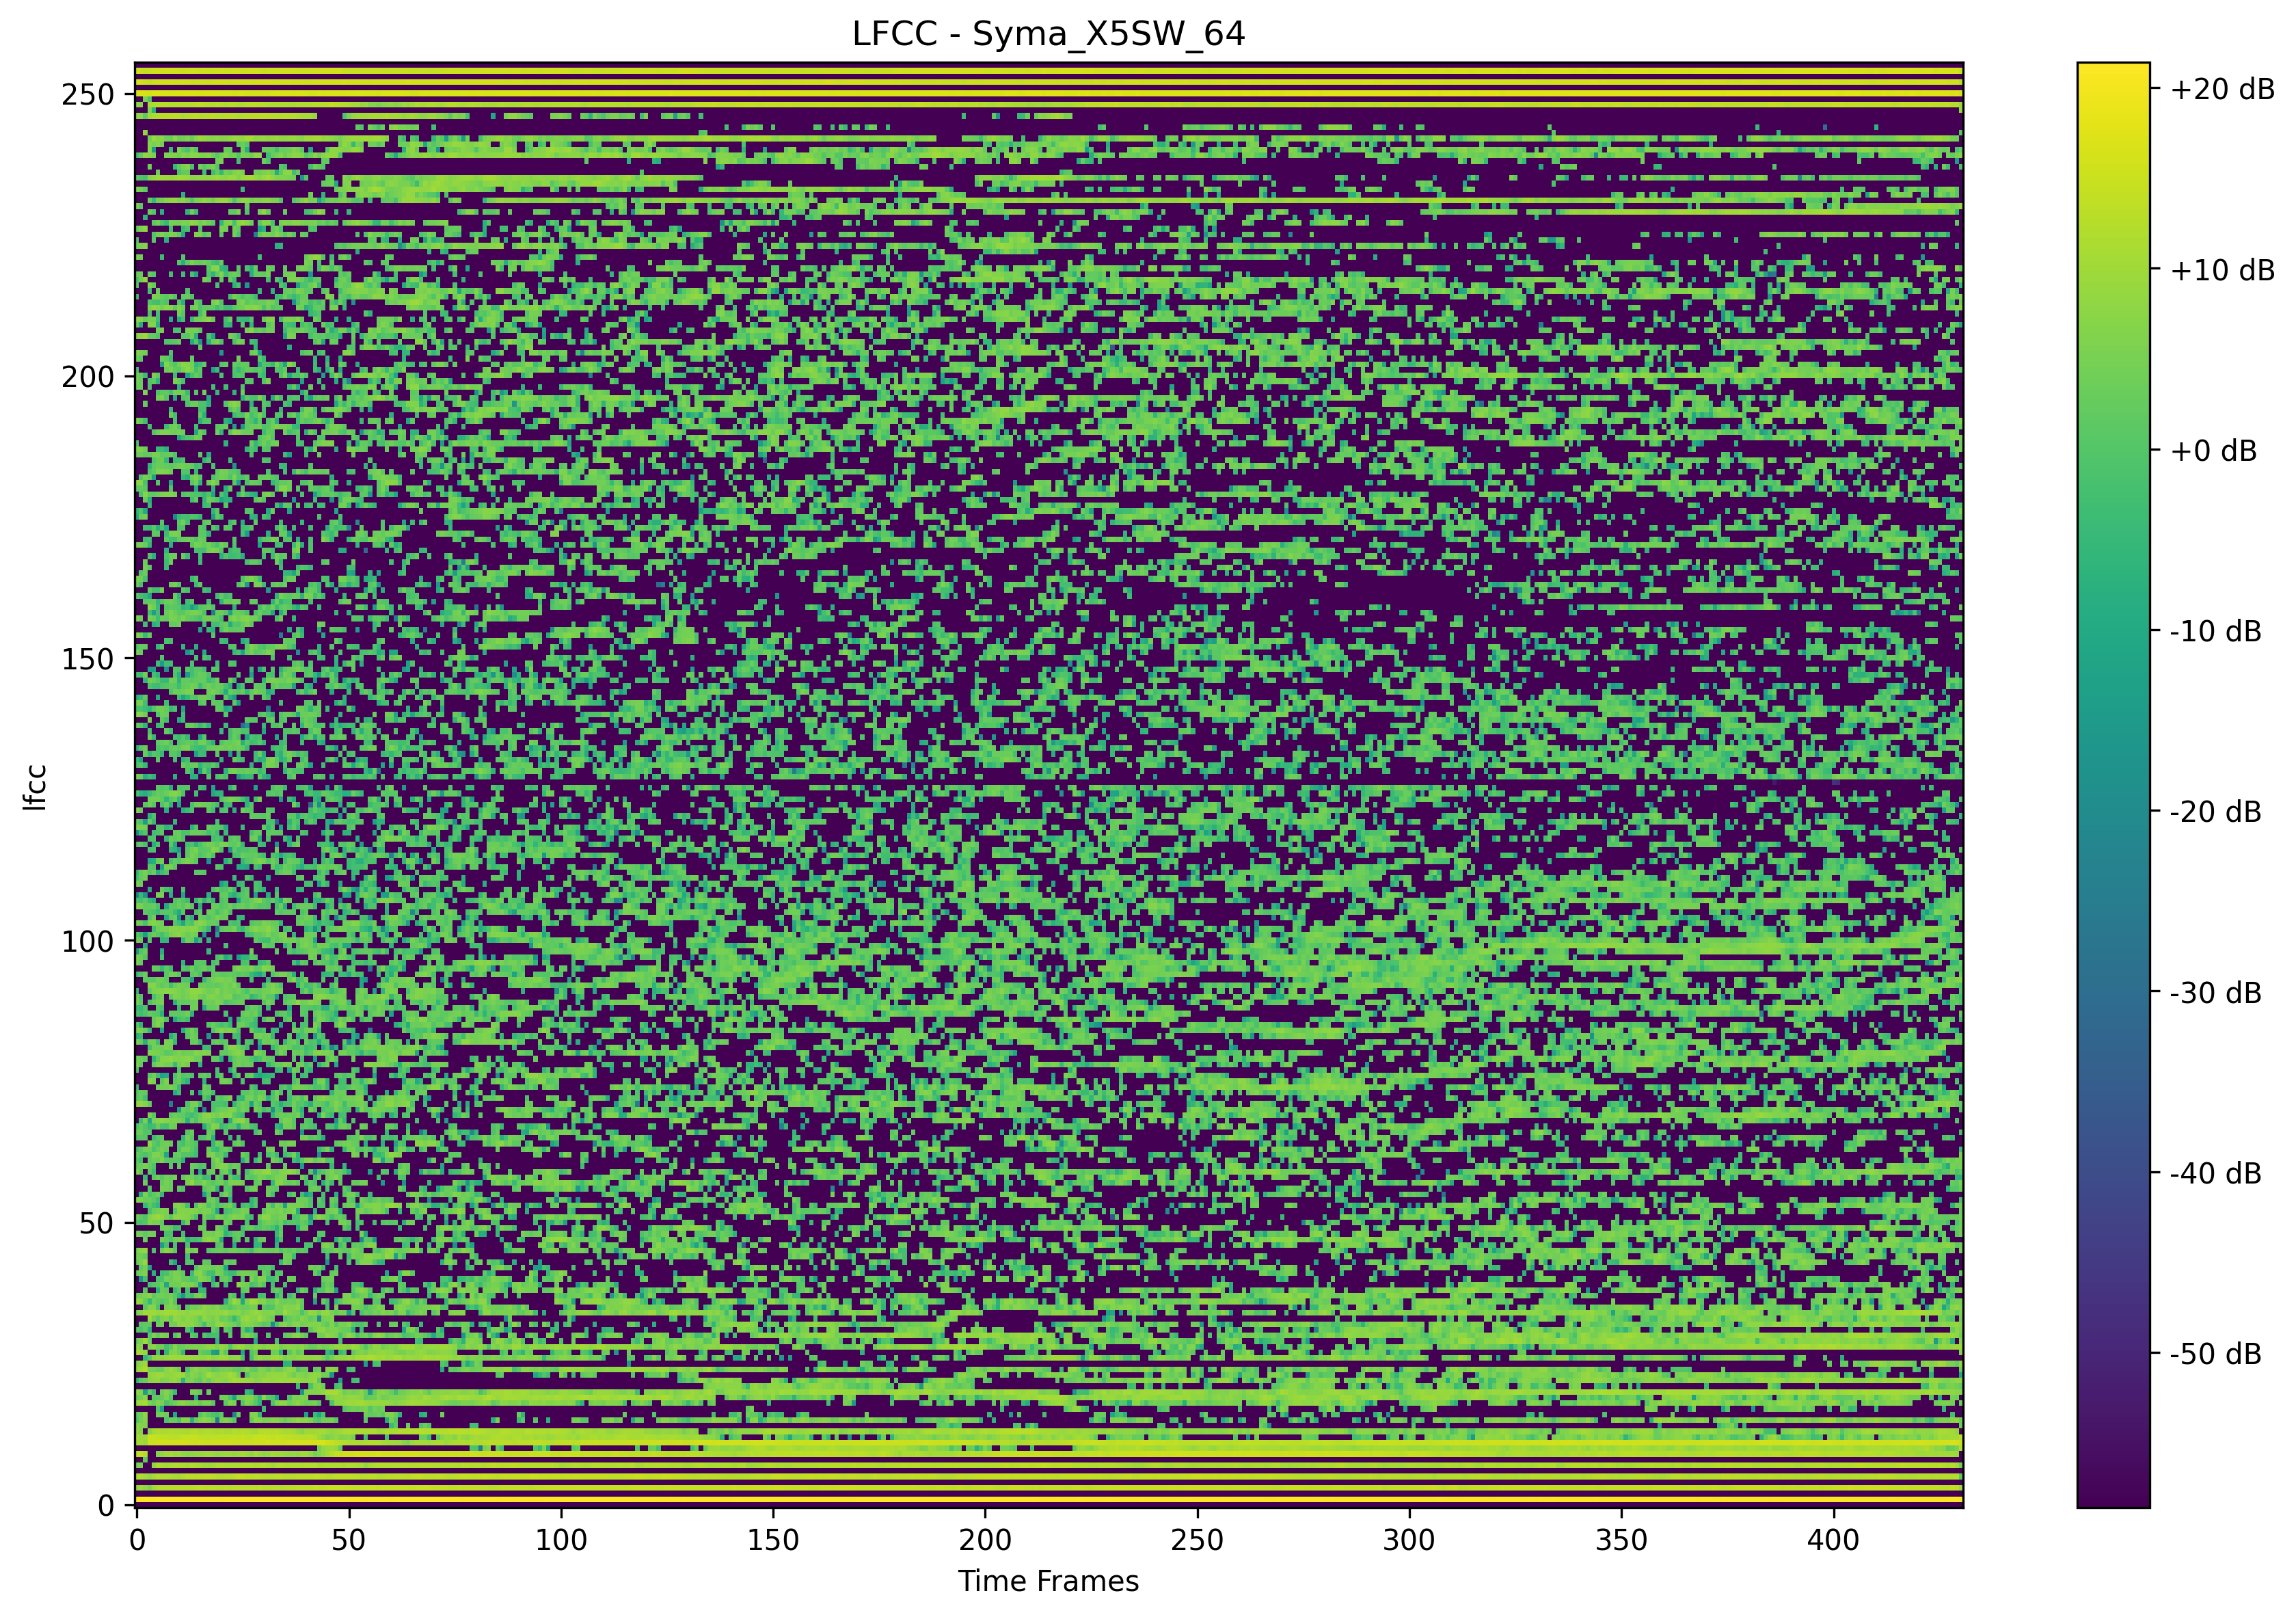 LFCC - Syma_X5SW_64
lfcc
250
200
150
100
50
0
0 50 100 150 200 250 300 350 400
Time Frames
+20 dB
+10 dB
+0 dB
-10 dB
-20 dB
-30 dB
-40 dB
-50 dB